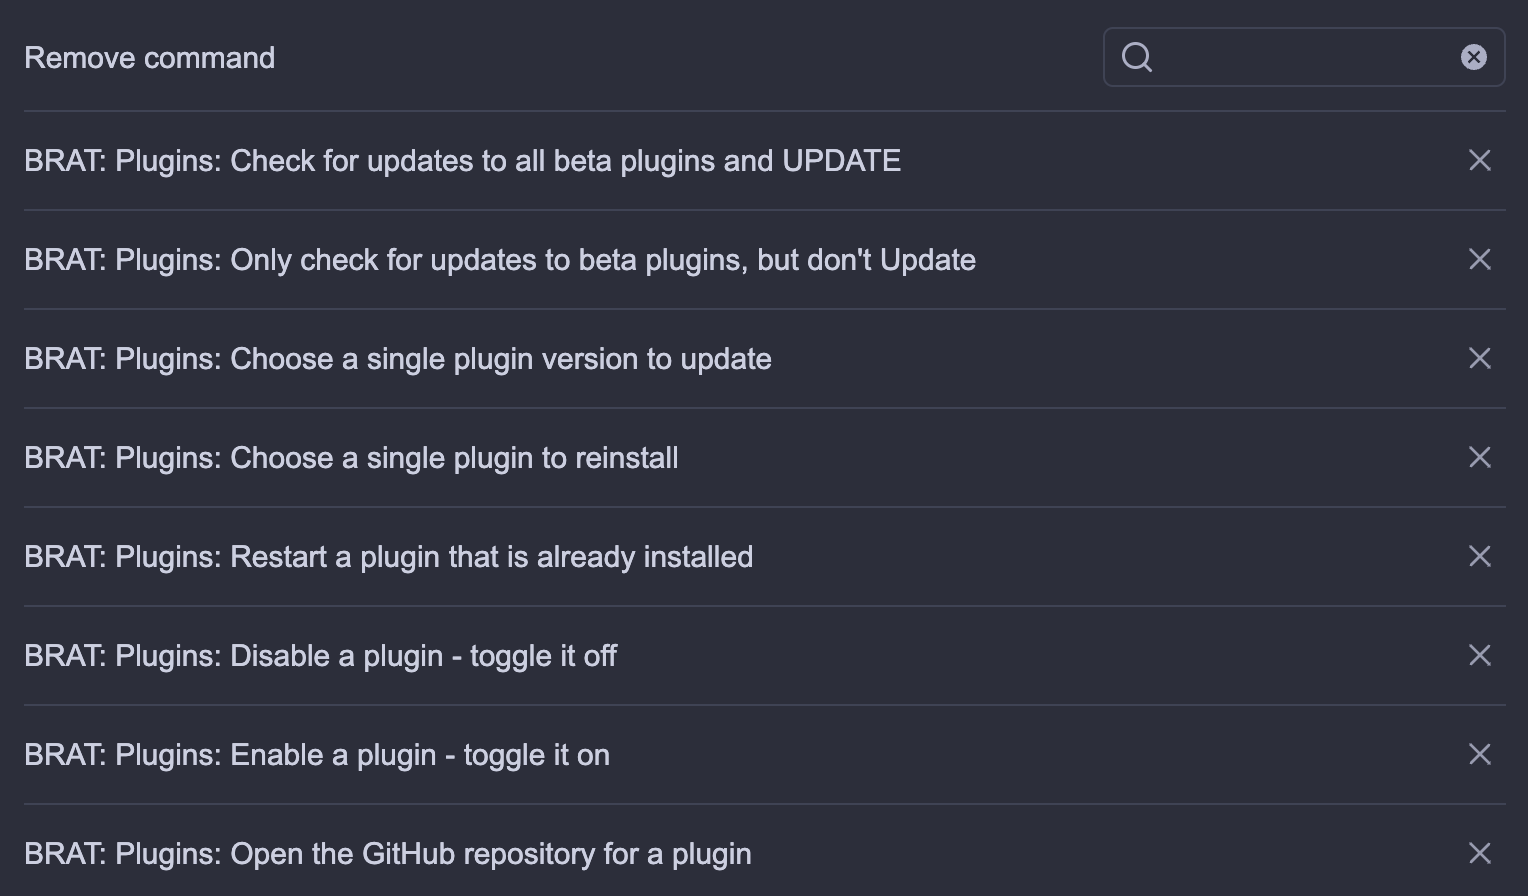 Remove command
BRAT: Plugins: Check for updates to all beta plugins and UPDATE
BRAT: Plugins: Only check for updates to beta plugins, but don't Update
BRAT: Plugins: Choose a single plugin version to update
BRAT: Plugins: Choose a single plugin to reinstall
BRAT: Plugins: Restart a plugin that is already installed
BRAT: Plugins: Disable a plugin - toggle it off
BRAT: Plugins: Enable a plugin - toggle it on
BRAT: Plugins: Open the GitHub repository for a plugin